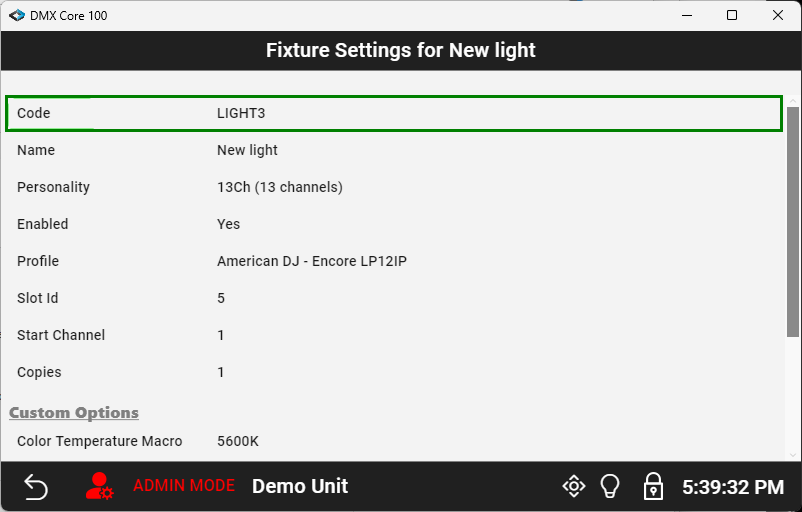 DMX Core 100
Fixture Settings for New light
Code LIGHT3
Name New light
Personality 13Ch (13 channels)
Enabled Yes
Profile American DJ - Encore LP12IP
Slot Id 5
Start Channel 1
Copies 1
Custom Options
Color Temperature Macro 5600K
ADMIN MODE Demo Unit 5:39:32 PM